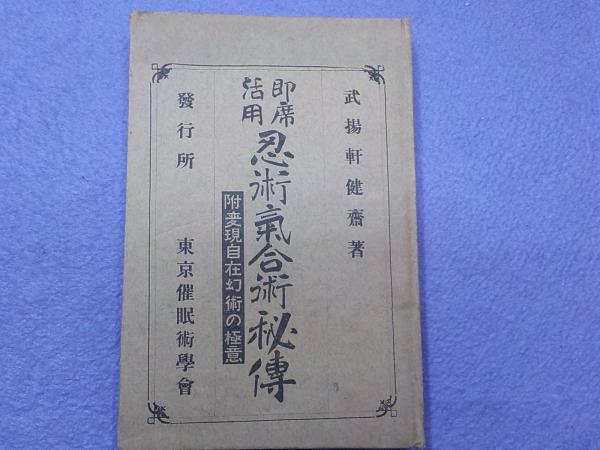 武揚軒健齋著
即席
活用
忍術氣合術秘傳
附変現自在幻術の極意
發行所 東京催眠術學會